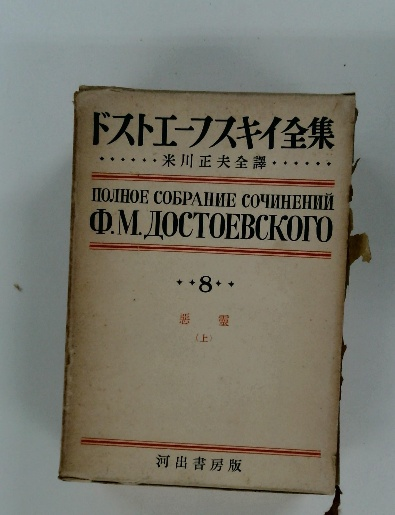 ドストエーフスキイ全集
······米川正夫全譯······
ПОЛНОЕ СОБРАНИЕ СОЧИНЕНИЙ
Ф.М.ДОСТОЕВСКОГО
8
惡靈
(上)
河出書房版